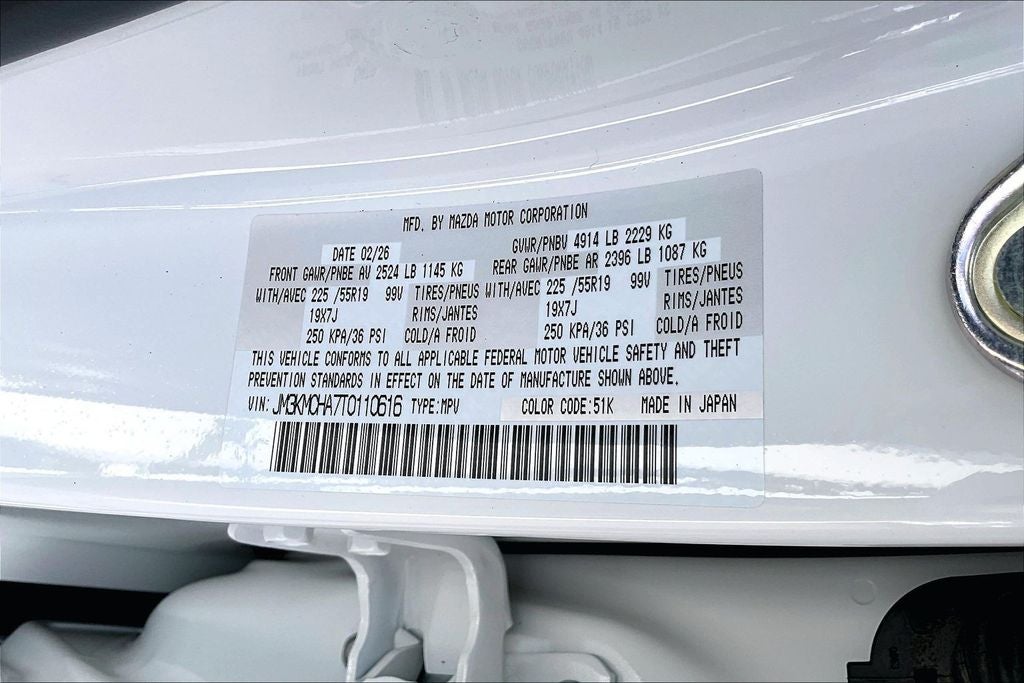 MFD. BY MAZDA MOTOR CORPORATION
DATE 02/26 GVWR/PNBV 4914 LB 2229 KG
FRONT GAWR/PNBE AV 2524 LB 1145 KG REAR GAWR/PNBE AR 2396 LB 1087 KG
WITH/AVEC 225 /55R19 99V TIRES/PNEUS WITH/AVEC 225 /55R19 99V TIRES/PNEUS
19X7J RIMS/JANTES 19X7J RIMS/JANTES
250 KPA/36 PSI COLD/A FROID 250 KPA/36 PSI COLD/A FROID
THIS VEHICLE CONFORMS TO ALL APPLICABLE FEDERAL MOTOR VEHICLE SAFETY AND THEFT
PREVENTION STANDARDS IN EFFECT ON THE DATE OF MANUFACTURE SHOWN ABOVE.
VIN: JM3KMCHA7T0110616 TYPE:MPV COLOR CODE:51K MADE IN JAPAN